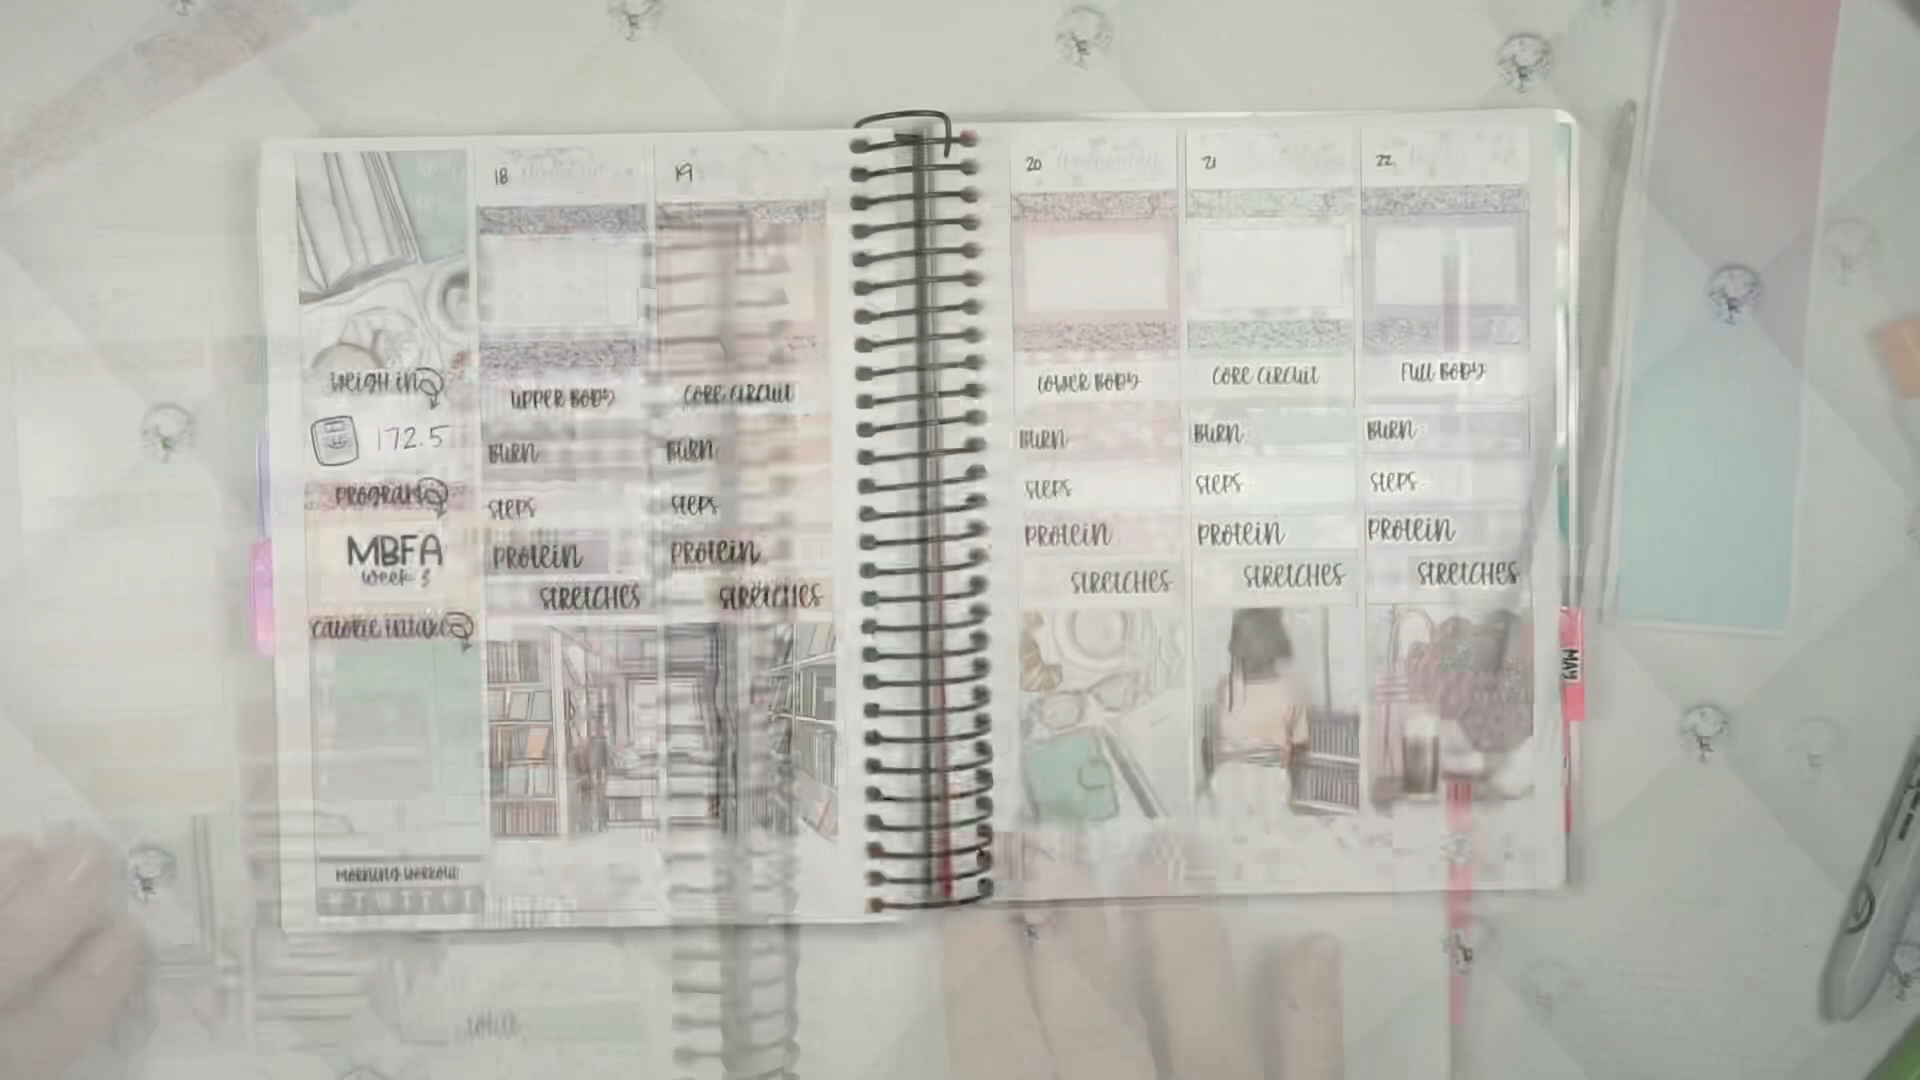 WEIGH IN
172.5
PROGRAM
MBFA
WEEK 3
CALORIE INTAKE
MORNING WORKOUT
18
UPPER BODY
BURN
STEPS
PROTEIN
STRETCHES
19
CORE CIRCUIT
BURN
STEPS
PROTEIN
STRETCHES
20
LOWER BODY
BURN
STEPS
PROTEIN
STRETCHES
21
CORE CIRCUIT
BURN
STEPS
PROTEIN
STRETCHES
22
FULL BODY
BURN
STEPS
PROTEIN
STRETCHES
MAY